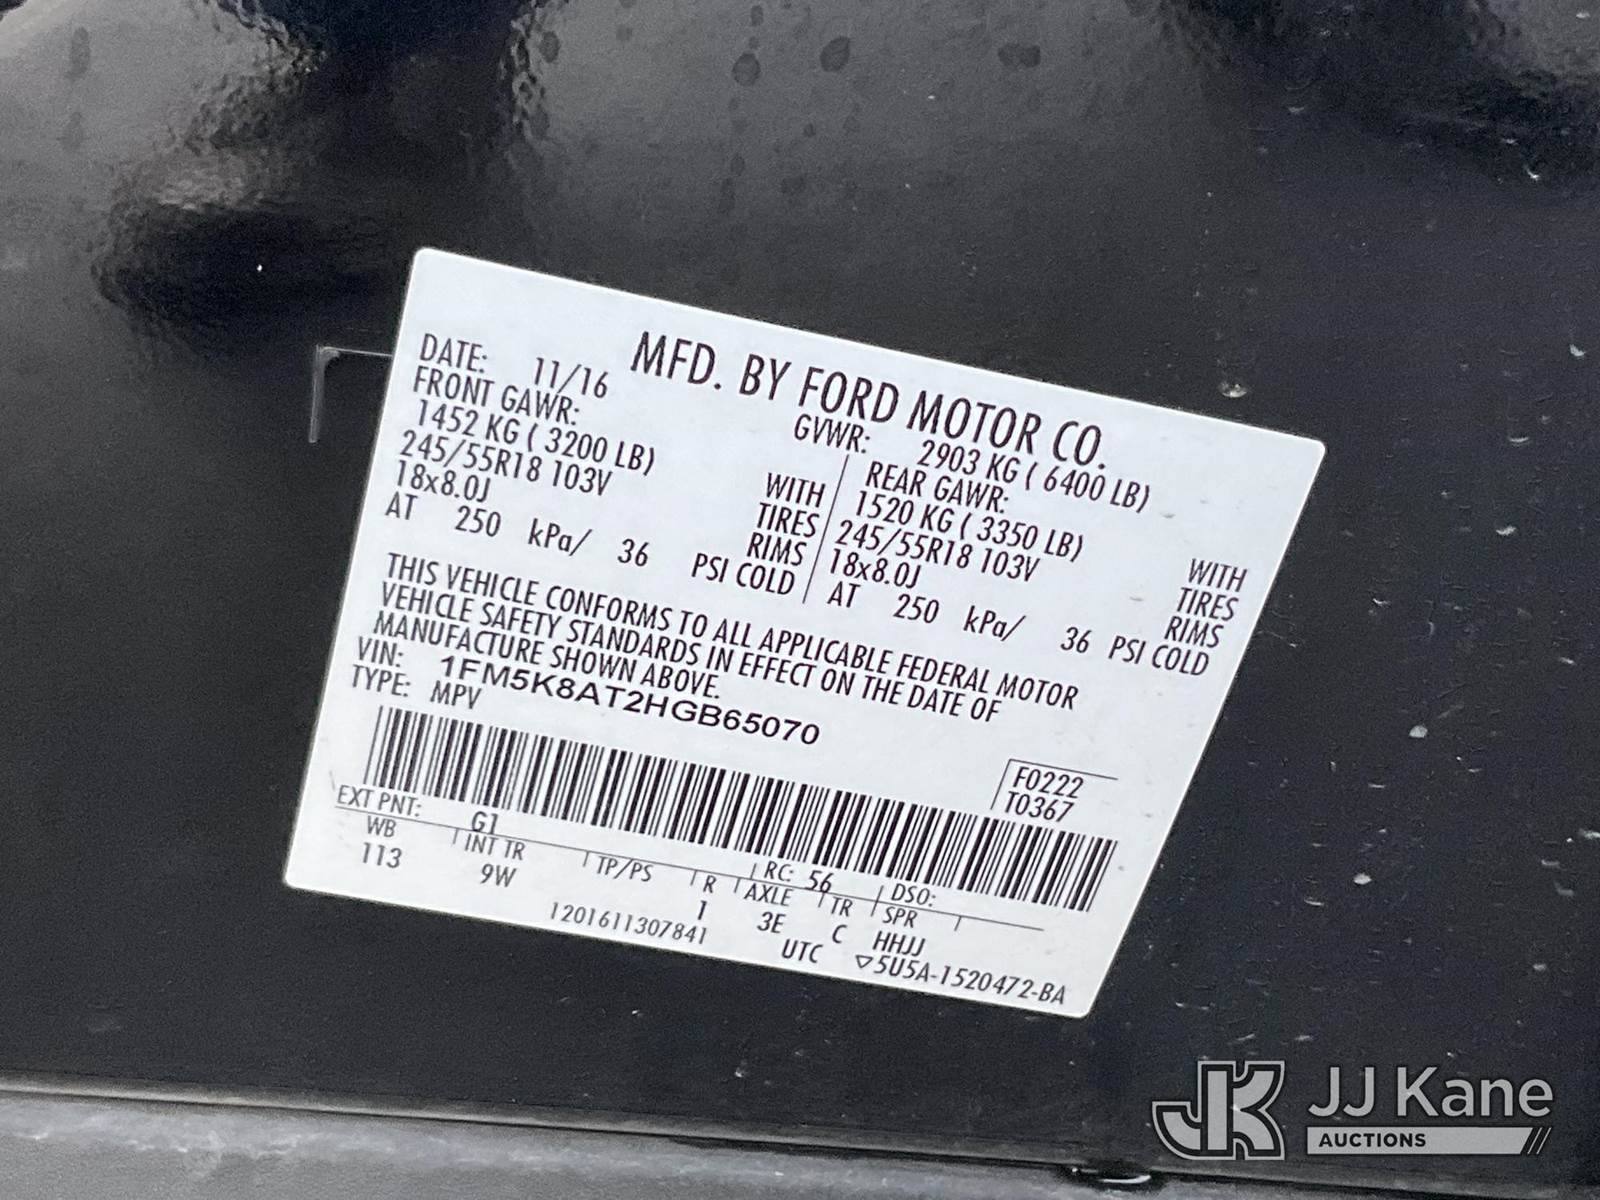 MFD. BY FORD MOTOR CO.
DATE: 11/16 GVWR: 2903 KG ( 6400 LB)
FRONT GAWR: REAR GAWR:
1452 KG ( 3200 LB) WITH 1520 KG ( 3350 LB) WITH
245/55R18 103V TIRES 245/55R18 103V TIRES
18x8.0J RIMS 18x8.0J RIMS
AT 250 kPa/ 36 PSI COLD AT 250 kPa/ 36 PSI COLD
THIS VEHICLE CONFORMS TO ALL APPLICABLE FEDERAL MOTOR
VEHICLE SAFETY STANDARDS IN EFFECT ON THE DATE OF
MANUFACTURE SHOWN ABOVE.
VIN: 1FM5K8AT2HGB65070
TYPE: MPV
F0222
T0367
EXT PNT: G1 RC: 56 DSO:
WB INT TR TP/PS R AXLE TR SPR
113 9W 1 3E C HHJJ
1201611307841 UTC ▽5U5A-1520472-BA
JK JJ Kane
AUCTIONS